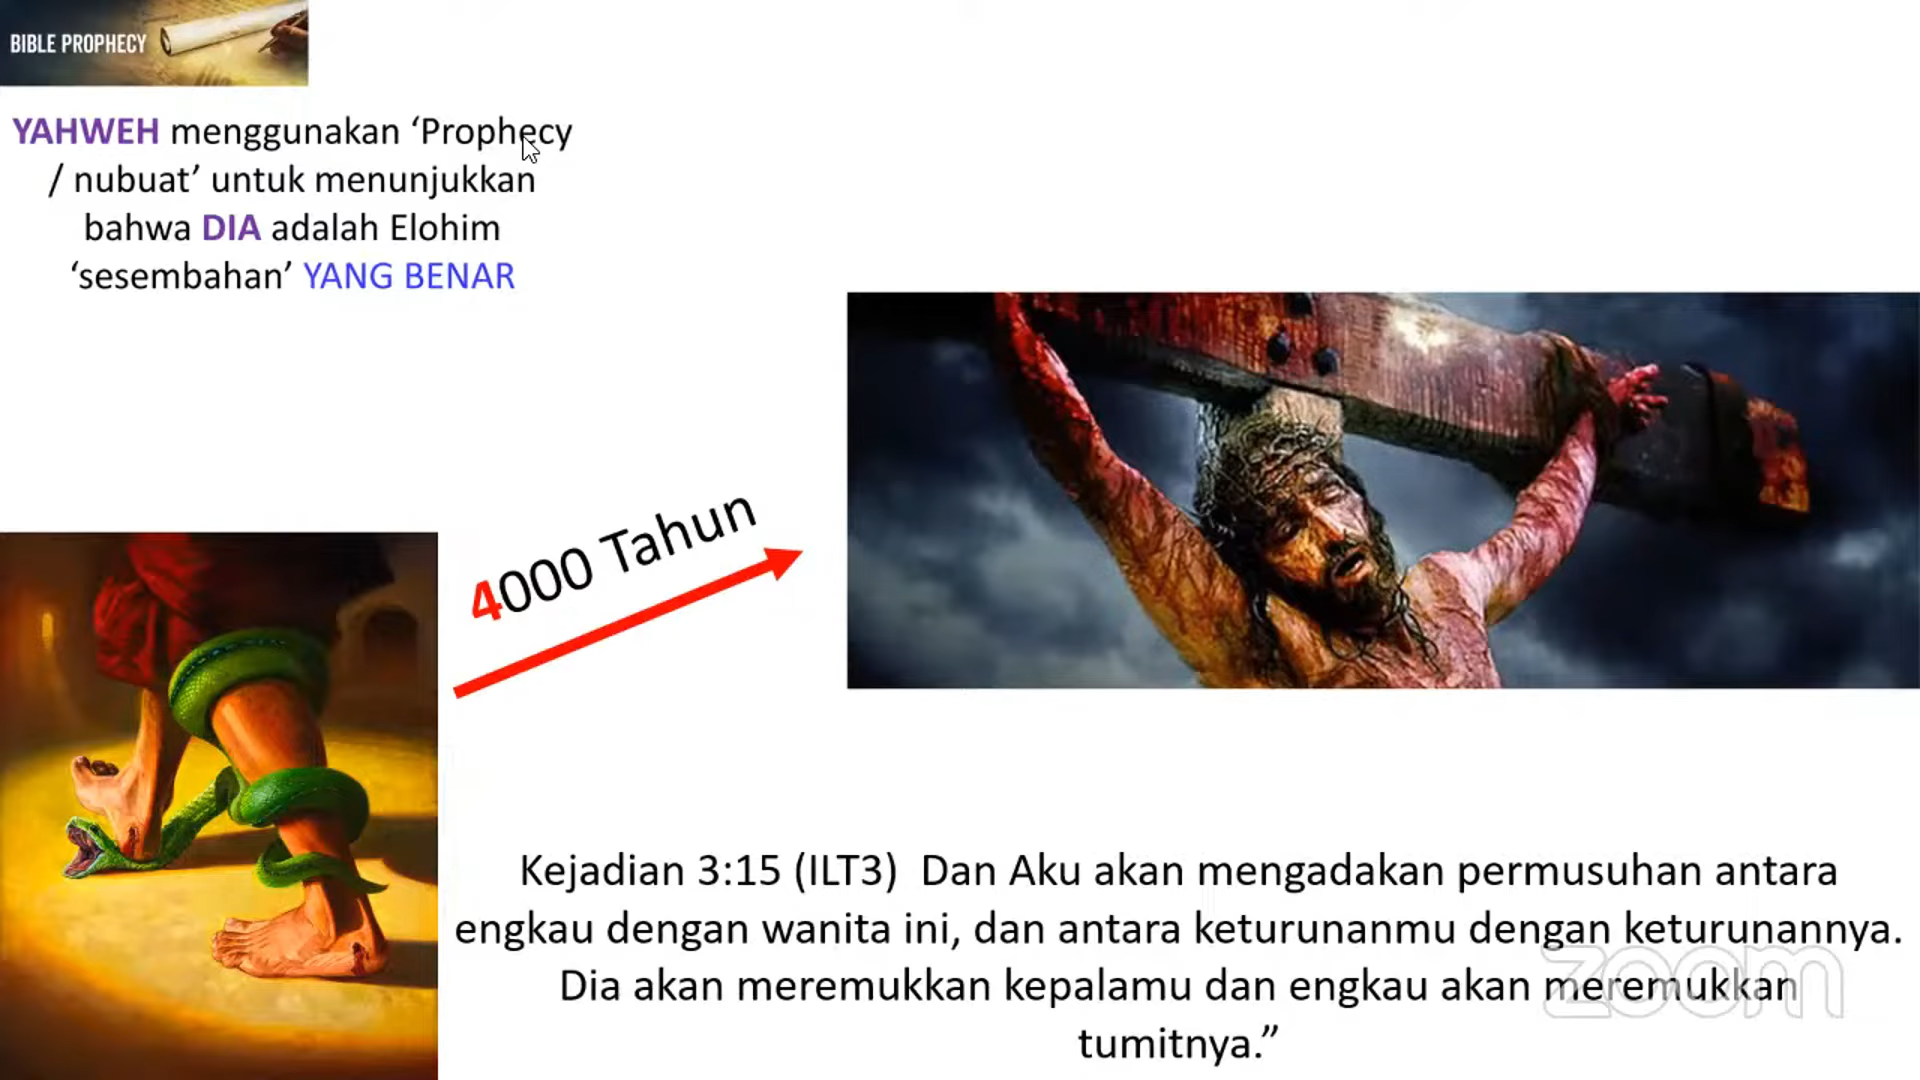 BIBLE PROPHECY
YAHWEH menggunakan ‘Prophecy
/ nubuat’ untuk menunjukkan
bahwa DIA adalah Elohim
‘sesembahan’ YANG BENAR
4000 Tahun
Kejadian 3:15 (ILT3)  Dan Aku akan mengadakan permusuhan antara
engkau dengan wanita ini, dan antara keturunanmu dengan keturunannya.
Dia akan meremukkan kepalamu dan engkau akan meremukkan
tumitnya.”
zoom